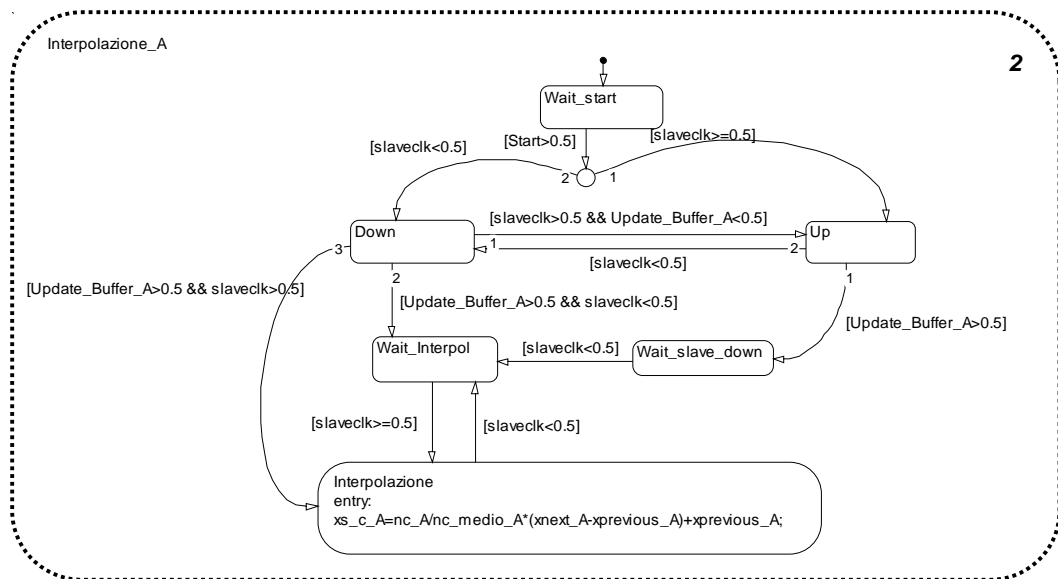 Interpolazione_A
2
Wait_start
[Start>0.5]
[slaveclk>=0.5]
[slaveclk<0.5]
2
1
[slaveclk>0.5 && Update_Buffer_A<0.5]
Down
Up
3
1
2
[slaveclk<0.5]
2
1
[Update_Buffer_A>0.5 && slaveclk>0.5]
[Update_Buffer_A>0.5 && slaveclk<0.5]
[Update_Buffer_A>0.5]
Wait_Interpol
[slaveclk<0.5]
Wait_slave_down
[slaveclk>=0.5]
[slaveclk<0.5]
Interpolazione
entry:
xs_c_A=nc_A/nc_medio_A*(xnext_A-xprevious_A)+xprevious_A;